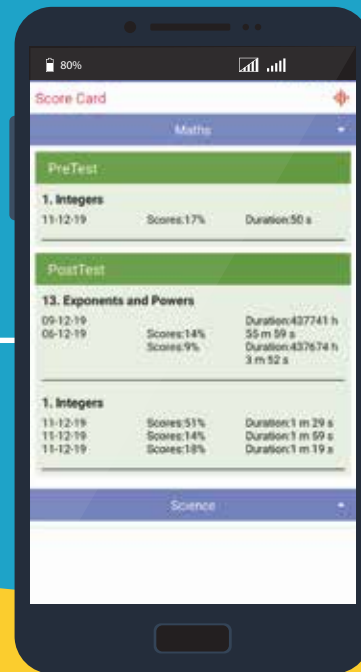 80%
Score Card
Maths
PreTest
1. Integers
11-12-19 Scores:17% Duration:50 s
PostTest
13. Exponents and Powers
09-12-19 Duration:437741 h
06-12-19 Scores:14% 55 m 59 s
Scores:9% Duration:437674 h
3 m 52 s
1. Integers
11-12-19 Scores:51% Duration:1 m 29 s
11-12-19 Scores:14% Duration:1 m 59 s
11-12-19 Scores:18% Duration:1 m 19 s
Science